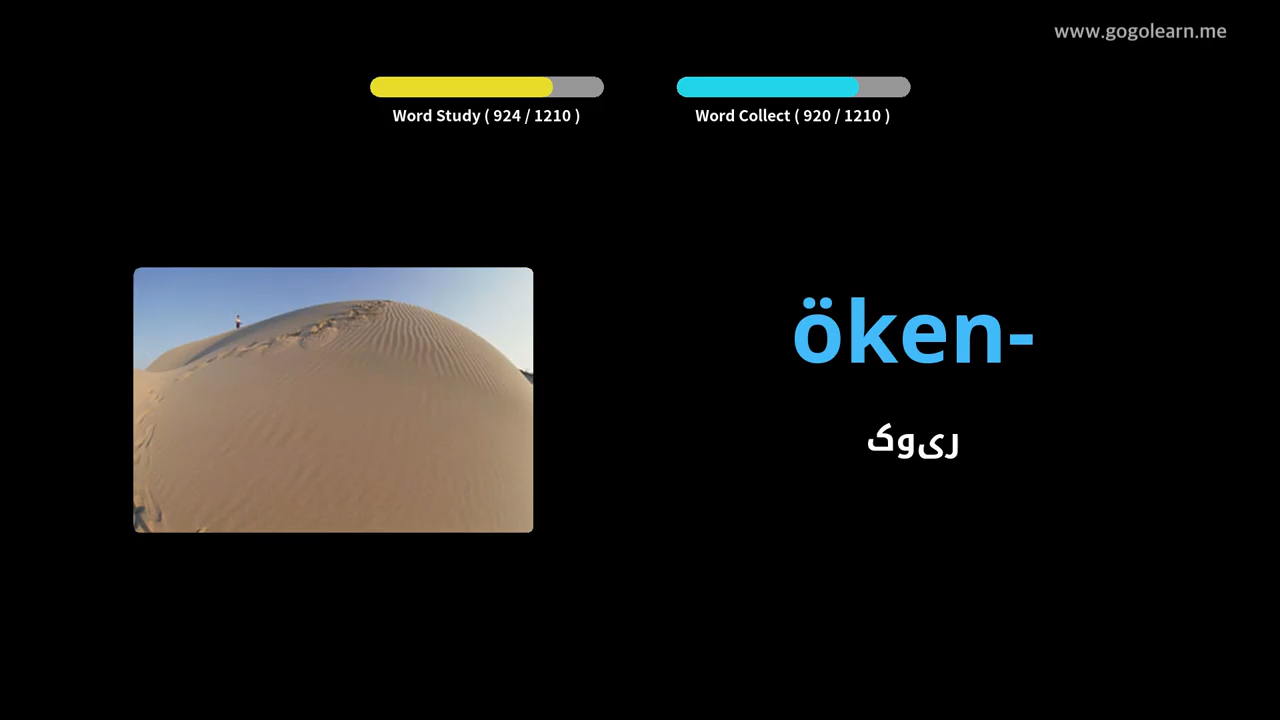 www.gogolearn.me
Word Study ( 924 / 1210 )
Word Collect ( 920 / 1210 )
öken-
ریوک